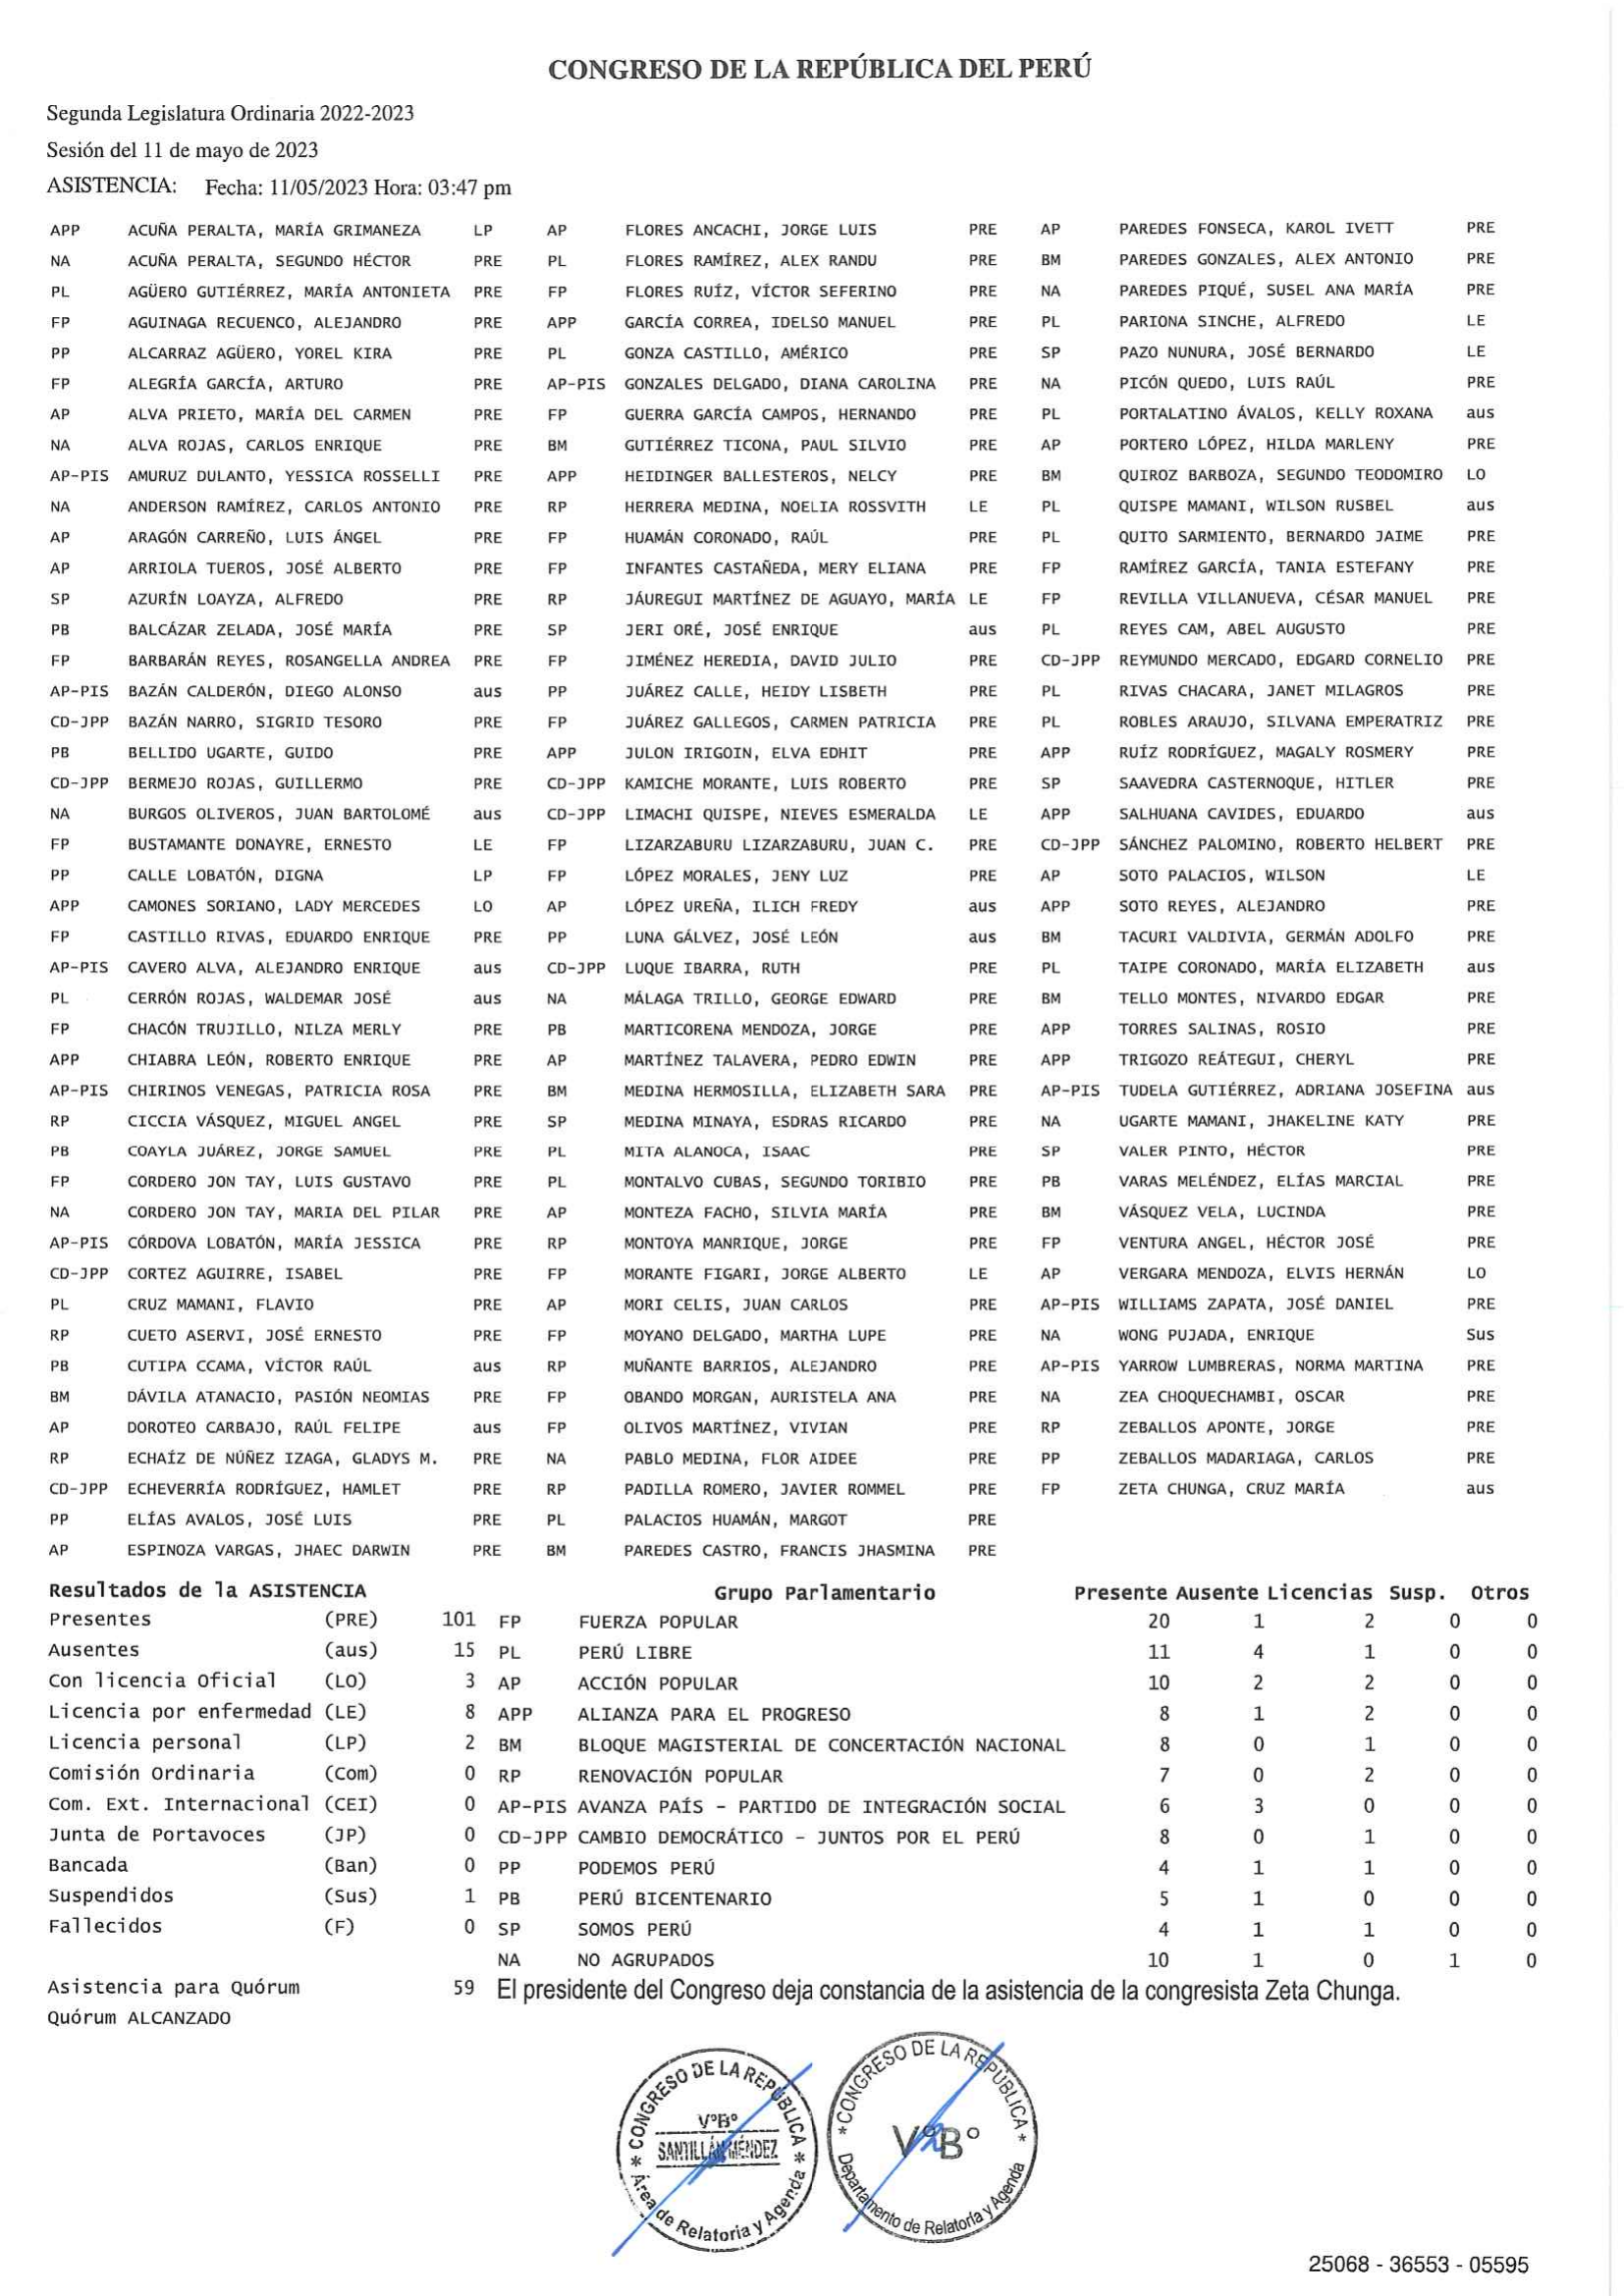 CONGRESO DE LA REPÚBLICA DEL PERÚ
Segunda Legislatura Ordinaria 2022-2023
Sesión del 11 de mayo de 2023
ASISTENCIA: Fecha: 11/05/2023 Hora: 03:47 pm
APP ACUÑA PERALTA, MARÍA GRIMANEZA LP AP FLORES ANCACHI, JORGE LUIS PRE AP PAREDES FONSECA, KAROL IVETT PRE
NA ACUÑA PERALTA, SEGUNDO HÉCTOR PRE PL FLORES RAMÍREZ, ALEX RANDU PRE BM PAREDES GONZALES, ALEX ANTONIO PRE
PL AGÜERO GUTIÉRREZ, MARÍA ANTONIETA PRE FP FLORES RUÍZ, VÍCTOR SEFERINO PRE NA PAREDES PIQUÉ, SUSEL ANA MARÍA PRE
FP AGUINAGA RECUENCO, ALEJANDRO PRE APP GARCÍA CORREA, IDELSO MANUEL PRE PL PARIONA SINCHE, ALFREDO LE
PP ALCARRAZ AGÜERO, YOREL KIRA PRE PL GONZA CASTILLO, AMÉRICO PRE SP PAZO NUNURA, JOSÉ BERNARDO LE
FP ALEGRÍA GARCÍA, ARTURO PRE AP-PIS GONZALES DELGADO, DIANA CAROLINA PRE NA PICÓN QUEDO, LUIS RAÚL PRE
AP ALVA PRIETO, MARÍA DEL CARMEN PRE FP GUERRA GARCÍA CAMPOS, HERNANDO PRE PL PORTALATINO ÁVALOS, KELLY ROXANA aus
NA ALVA ROJAS, CARLOS ENRIQUE PRE BM GUTIÉRREZ TICONA, PAUL SILVIO PRE AP PORTERO LÓPEZ, HILDA MARLENY PRE
AP-PIS AMURUZ DULANTO, YESSICA ROSSELLI PRE APP HEIDINGER BALLESTEROS, NELCY PRE BM QUIROZ BARBOZA, SEGUNDO TEODOMIRO LO
NA ANDERSON RAMÍREZ, CARLOS ANTONIO PRE RP HERRERA MEDINA, NOELIA ROSSVITH LE PL QUISPE MAMANI, WILSON RUSBEL aus
AP ARAGÓN CARREÑO, LUIS ÁNGEL PRE FP HUAMÁN CORONADO, RAÚL PRE PL QUITO SARMIENTO, BERNARDO JAIME PRE
AP ARRIOLA TUEROS, JOSÉ ALBERTO PRE FP INFANTES CASTAÑEDA, MERY ELIANA PRE FP RAMÍREZ GARCÍA, TANIA ESTEFANY PRE
SP AZURÍN LOAYZA, ALFREDO PRE RP JÁUREGUI MARTÍNEZ DE AGUAYO, MARÍA LE FP REVILLA VILLANUEVA, CÉSAR MANUEL PRE
PB BALCÁZAR ZELADA, JOSÉ MARÍA PRE SP JERI ORÉ, JOSÉ ENRIQUE aus PL REYES CAM, ABEL AUGUSTO PRE
FP BARBARÁN REYES, ROSANGELLA ANDREA PRE FP JIMÉNEZ HEREDIA, DAVID JULIO PRE CD-JPP REYMUNDO MERCADO, EDGARD CORNELIO PRE
AP-PIS BAZÁN CALDERÓN, DIEGO ALONSO aus PP JUÁREZ CALLE, HEIDY LISBETH PRE PL RIVAS CHACARA, JANET MILAGROS PRE
CD-JPP BAZÁN NARRO, SIGRID TESORO PRE FP JUÁREZ GALLEGOS, CARMEN PATRICIA PRE PL ROBLES ARAUJO, SILVANA EMPERATRIZ PRE
PB BELLIDO UGARTE, GUIDO PRE APP JULON IRIGOIN, ELVA EDHIT PRE APP RUÍZ RODRÍGUEZ, MAGALY ROSMERY PRE
CD-JPP BERMEJO ROJAS, GUILLERMO PRE CD-JPP KAMICHE MORANTE, LUIS ROBERTO PRE SP SAAVEDRA CASTERNOQUE, HITLER PRE
NA BURGOS OLIVEROS, JUAN BARTOLOMÉ aus CD-JPP LIMACHI QUISPE, NIEVES ESMERALDA LE APP SALHUANA CAVIDES, EDUARDO aus
FP BUSTAMANTE DONAYRE, ERNESTO LE FP LIZARZABURU LIZARZABURU, JUAN C. PRE CD-JPP SÁNCHEZ PALOMINO, ROBERTO HELBERT PRE
PP CALLE LOBATÓN, DIGNA LP FP LÓPEZ MORALES, JENY LUZ PRE AP SOTO PALACIOS, WILSON LE
APP CAMONES SORIANO, LADY MERCEDES LO AP LÓPEZ UREÑA, ILICH FREDY aus APP SOTO REYES, ALEJANDRO PRE
FP CASTILLO RIVAS, EDUARDO ENRIQUE PRE PP LUNA GÁLVEZ, JOSÉ LEÓN aus BM TACURI VALDIVIA, GERMÁN ADOLFO PRE
AP-PIS CAVERO ALVA, ALEJANDRO ENRIQUE aus CD-JPP LUQUE IBARRA, RUTH PRE PL TAIPE CORONADO, MARÍA ELIZABETH aus
PL CERRÓN ROJAS, WALDEMAR JOSÉ aus NA MÁLAGA TRILLO, GEORGE EDWARD PRE BM TELLO MONTES, NIVARDO EDGAR PRE
FP CHACÓN TRUJILLO, NILZA MERLY PRE PB MARTICORENA MENDOZA, JORGE PRE APP TORRES SALINAS, ROSIO PRE
APP CHIABRA LEÓN, ROBERTO ENRIQUE PRE AP MARTÍNEZ TALAVERA, PEDRO EDWIN PRE APP TRIGOZO REÁTEGUI, CHERYL PRE
AP-PIS CHIRINOS VENEGAS, PATRICIA ROSA PRE BM MEDINA HERMOSILLA, ELIZABETH SARA PRE AP-PIS TUDELA GUTIÉRREZ, ADRIANA JOSEFINA aus
RP CICCIA VÁSQUEZ, MIGUEL ANGEL PRE SP MEDINA MINAYA, ESDRAS RICARDO PRE NA UGARTE MAMANI, JHAKELINE KATY PRE
PB COAYLA JUÁREZ, JORGE SAMUEL PRE PL MITA ALANOCA, ISAAC PRE SP VALER PINTO, HÉCTOR PRE
FP CORDERO JON TAY, LUIS GUSTAVO PRE PL MONTALVO CUBAS, SEGUNDO TORIBIO PRE PB VARAS MELÉNDEZ, ELÍAS MARCIAL PRE
NA CORDERO JON TAY, MARIA DEL PILAR PRE AP MONTEZA FACHO, SILVIA MARÍA PRE BM VÁSQUEZ VELA, LUCINDA PRE
AP-PIS CÓRDOVA LOBATÓN, MARÍA JESSICA PRE RP MONTOYA MANRIQUE, JORGE PRE FP VENTURA ANGEL, HÉCTOR JOSÉ PRE
CD-JPP CORTEZ AGUIRRE, ISABEL PRE FP MORANTE FIGARI, JORGE ALBERTO LE AP VERGARA MENDOZA, ELVIS HERNÁN LO
PL CRUZ MAMANI, FLAVIO PRE AP MORI CELIS, JUAN CARLOS PRE AP-PIS WILLIAMS ZAPATA, JOSÉ DANIEL PRE
RP CUETO ASERVI, JOSÉ ERNESTO PRE FP MOYANO DELGADO, MARTHA LUPE PRE NA WONG PUJADA, ENRIQUE Sus
PB CUTIPA CCAMA, VÍCTOR RAÚL aus RP MUÑANTE BARRIOS, ALEJANDRO PRE AP-PIS YARROW LUMBRERAS, NORMA MARTINA PRE
BM DÁVILA ATANACIO, PASIÓN NEOMIAS PRE FP OBANDO MORGAN, AURISTELA ANA PRE NA ZEA CHOQUECHAMBI, OSCAR PRE
AP DOROTEO CARBAJO, RAÚL FELIPE aus FP OLIVOS MARTÍNEZ, VIVIAN PRE RP ZEBALLOS APONTE, JORGE PRE
RP ECHAÍZ DE NÚÑEZ IZAGA, GLADYS M. PRE NA PABLO MEDINA, FLOR AIDEE PRE PP ZEBALLOS MADARIAGA, CARLOS PRE
CD-JPP ECHEVERRÍA RODRÍGUEZ, HAMLET PRE RP PADILLA ROMERO, JAVIER ROMMEL PRE FP ZETA CHUNGA, CRUZ MARÍA aus
PP ELÍAS AVALOS, JOSÉ LUIS PRE PL PALACIOS HUAMÁN, MARGOT PRE
AP ESPINOZA VARGAS, JHAEC DARWIN PRE BM PAREDES CASTRO, FRANCIS JHASMINA PRE
Resultados de la ASISTENCIA Grupo Parlamentario Presente Ausente Licencias Susp. Otros
Presentes (PRE) 101 FP FUERZA POPULAR 20 1 2 0 0
Ausentes (aus) 15 PL PERÚ LIBRE 11 4 1 0 0
Con licencia Oficial (LO) 3 AP ACCIÓN POPULAR 10 2 2 0 0
Licencia por enfermedad (LE) 8 APP ALIANZA PARA EL PROGRESO 8 1 2 0 0
Licencia personal (LP) 2 BM BLOQUE MAGISTERIAL DE CONCERTACIÓN NACIONAL 8 0 1 0 0
Comisión Ordinaria (Com) 0 RP RENOVACIÓN POPULAR 7 0 2 0 0
Com. Ext. Internacional (CEI) 0 AP-PIS AVANZA PAÍS - PARTIDO DE INTEGRACIÓN SOCIAL 6 3 0 0 0
Junta de Portavoces (JP) 0 CD-JPP CAMBIO DEMOCRÁTICO - JUNTOS POR EL PERÚ 8 0 1 0 0
Bancada (Ban) 0 PP PODEMOS PERÚ 4 1 1 0 0
Suspendidos (Sus) 1 PB PERÚ BICENTENARIO 5 1 0 0 0
Fallecidos (F) 0 SP SOMOS PERÚ 4 1 1 0 0
NA NO AGRUPADOS 10 1 0 1 0
Asistencia para Quórum 59 El presidente del Congreso deja constancia de la asistencia de la congresista Zeta Chunga.
Quórum ALCANZADO
* CONGRESO DE LA REPÚBLICA *
V°B°
SANTILLÁN MÉNDEZ
Área de Relatoría y Agenda
* CONGRESO DE LA REPÚBLICA *
V°B°
Departamento de Relatoría y Agenda
25068 - 36553 - 05595